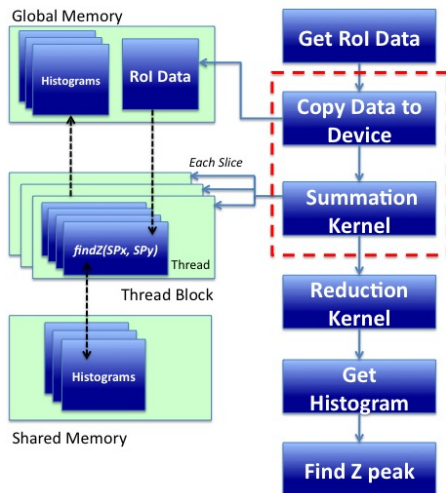 Global Memory
Histograms
RoI Data
Each Slice
findZ(SPx, SPy)
Thread
Thread Block
Histograms
Shared Memory
Get RoI Data
Copy Data to
Device
Summation
Kernel
Reduction
Kernel
Get
Histogram
Find Z peak